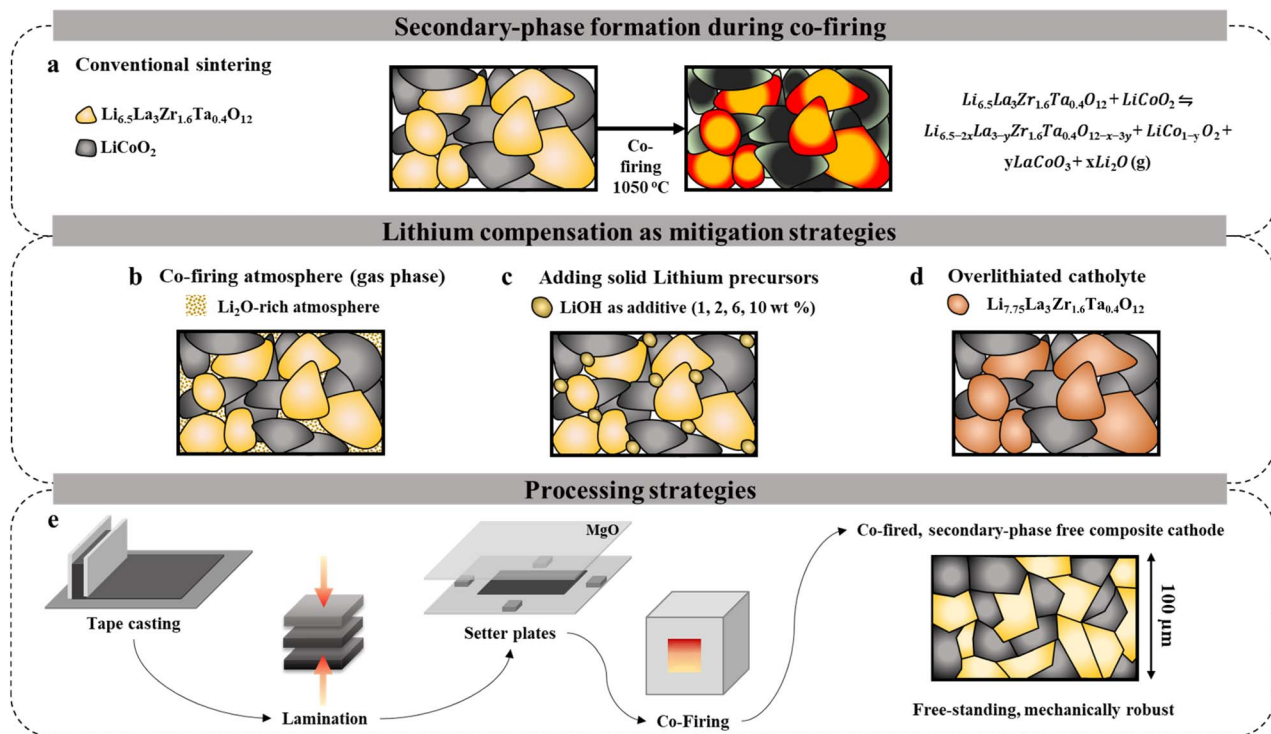 Secondary-phase formation during co-firing
a Conventional sintering
Li₆.₅La₃Zr₁.₆Ta₀.₄O₁₂
LiCoO₂
Co-
firing
1050 °C
Li₆.₅La₃Zr₁.₆Ta₀.₄O₁₂ + LiCoO₂ ⇋
Li₆.₅₋₂ₓLa₃₋yZr₁.₆Ta₀.₄O₁₂₋ₓ₋₃y + LiCo₁₋yO₂ +
yLaCoO₃ + xLi₂O (g)
Lithium compensation as mitigation strategies
b Co-firing atmosphere (gas phase)
Li₂O-rich atmosphere
c Adding solid Lithium precursors
LiOH as additive (1, 2, 6, 10 wt %)
d Overlithiated catholyte
Li₇.₇₅La₃Zr₁.₆Ta₀.₄O₁₂
Processing strategies
e
Tape casting
Lamination
MgO
Setter plates
Co-Firing
Co-fired, secondary-phase free composite cathode
100 μm
Free-standing, mechanically robust